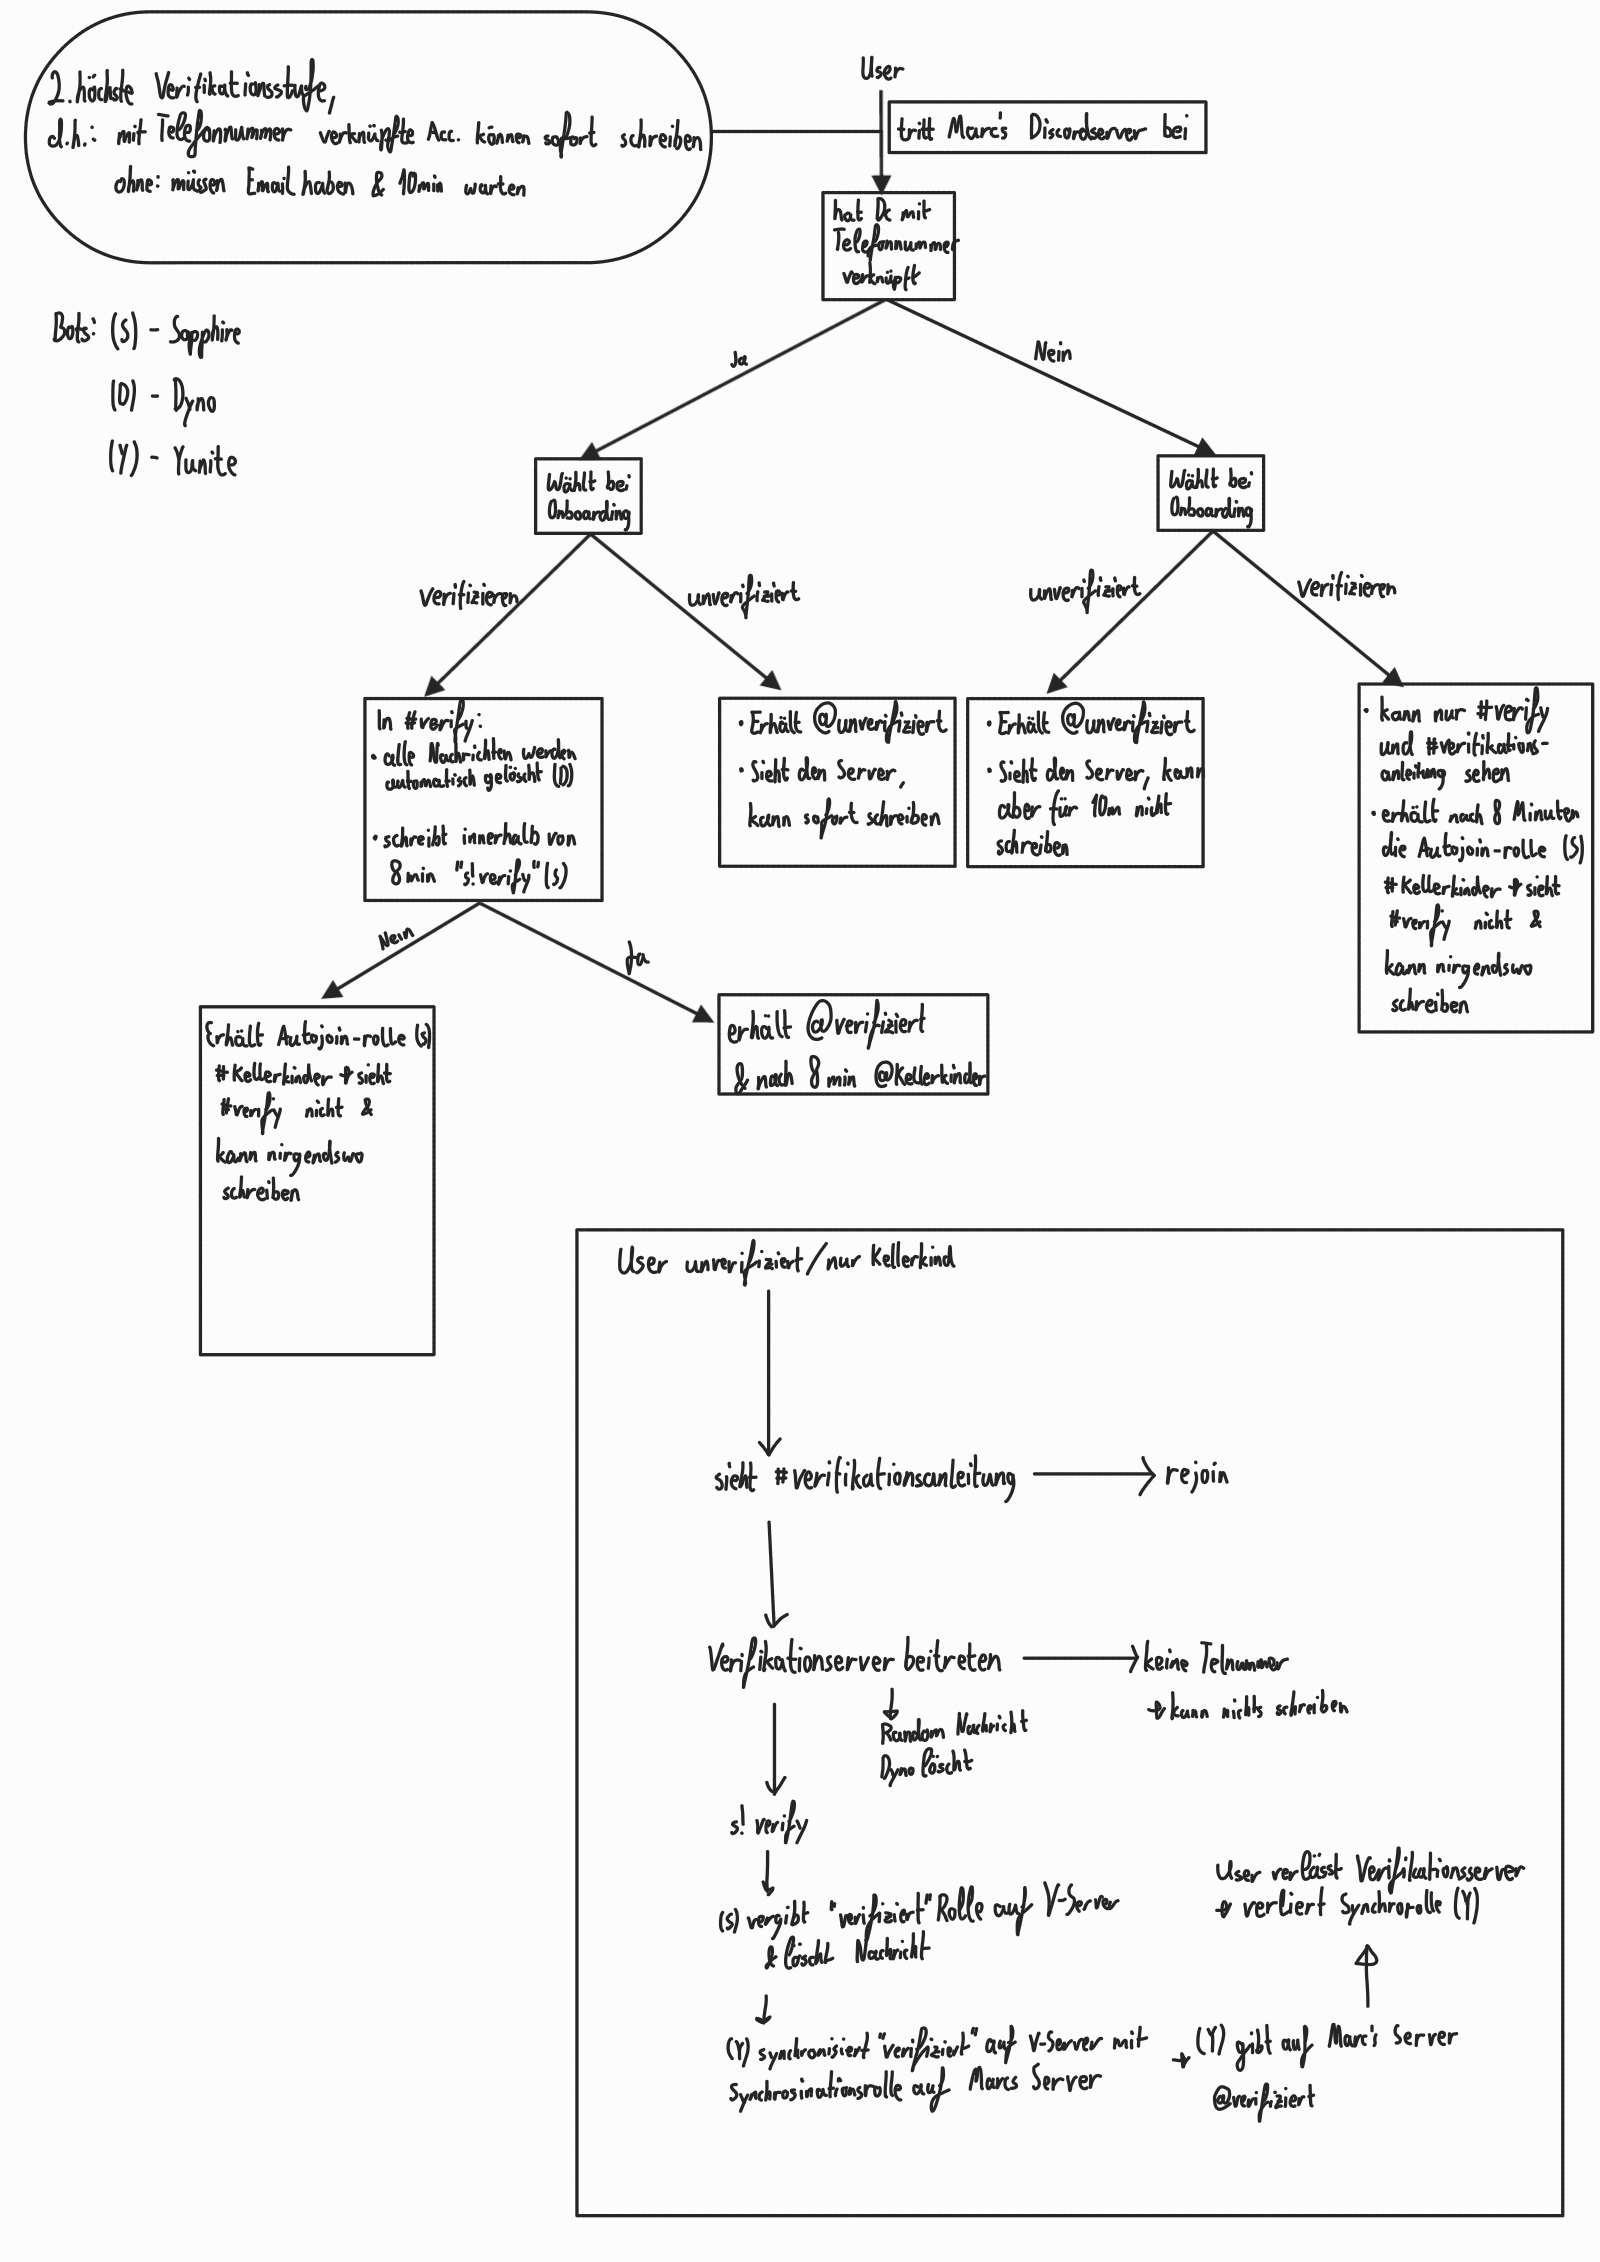 2. höchste Verifikationsstufe,
d.h.: mit Telefonnummer verknüpfte Acc. können sofort schreiben
ohne: müssen Email haben & 10min warten
User
tritt Marc's Discordserver bei
hat Dc mit
Telefonnummer
verknüpft
Bots: (S) - Sapphire
(D) - Dyno
(Y) - Yunite
Ja
Nein
Wählt bei
Onboarding
Wählt bei
Onboarding
verifizieren
unverifiziert
unverifiziert
verifizieren
In #verify:
• alle Nachrichten werden
automatisch gelöscht (D)
• schreibt innerhalb von
8 min "s!verify" (S)
• Erhält @unverifiziert
• Sieht den Server,
kann sofort schreiben
• Erhält @unverifiziert
• Sieht den Server, kann
aber für 10m nicht
schreiben
• kann nur #verify
und #verifikations-
anleitung sehen
• erhält nach 8 Minuten
die Autojoin-rolle (S)
#Kellerkinder → sieht
#verify nicht &
kann nirgendswo
schreiben
Nein
Ja
Erhält Autojoin-rolle (S)
#Kellerkinder → sieht
#verify nicht &
kann nirgendswo
schreiben
erhält @verifiziert
& nach 8 min @Kellerkinder
User unverifiziert/nur Kellerkind
sieht #verifikationsanleitung → rejoin
Verifikationserver beitreten → keine Telnummer
→ kann nichts schreiben
Random Nachricht
Dyno löscht
s! verify
(S) vergibt "verifiziert" Rolle auf V-Server
& löscht Nachricht
User verlässt Verifikationsserver
→ verliert Synchrorolle (Y)
(Y) synchronisiert "verifiziert" auf V-Server mit
Synchrosinationsrolle auf Marcs Server
→ (Y) gibt auf Marc's Server
@verifiziert